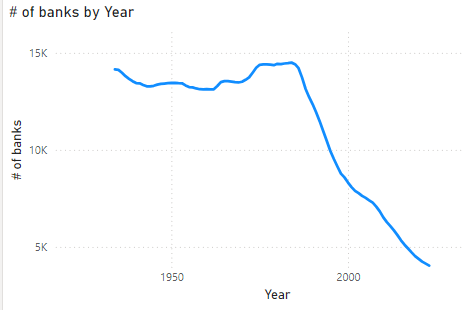 # of banks by Year
15K
10K
5K
# of banks
1950 2000
Year